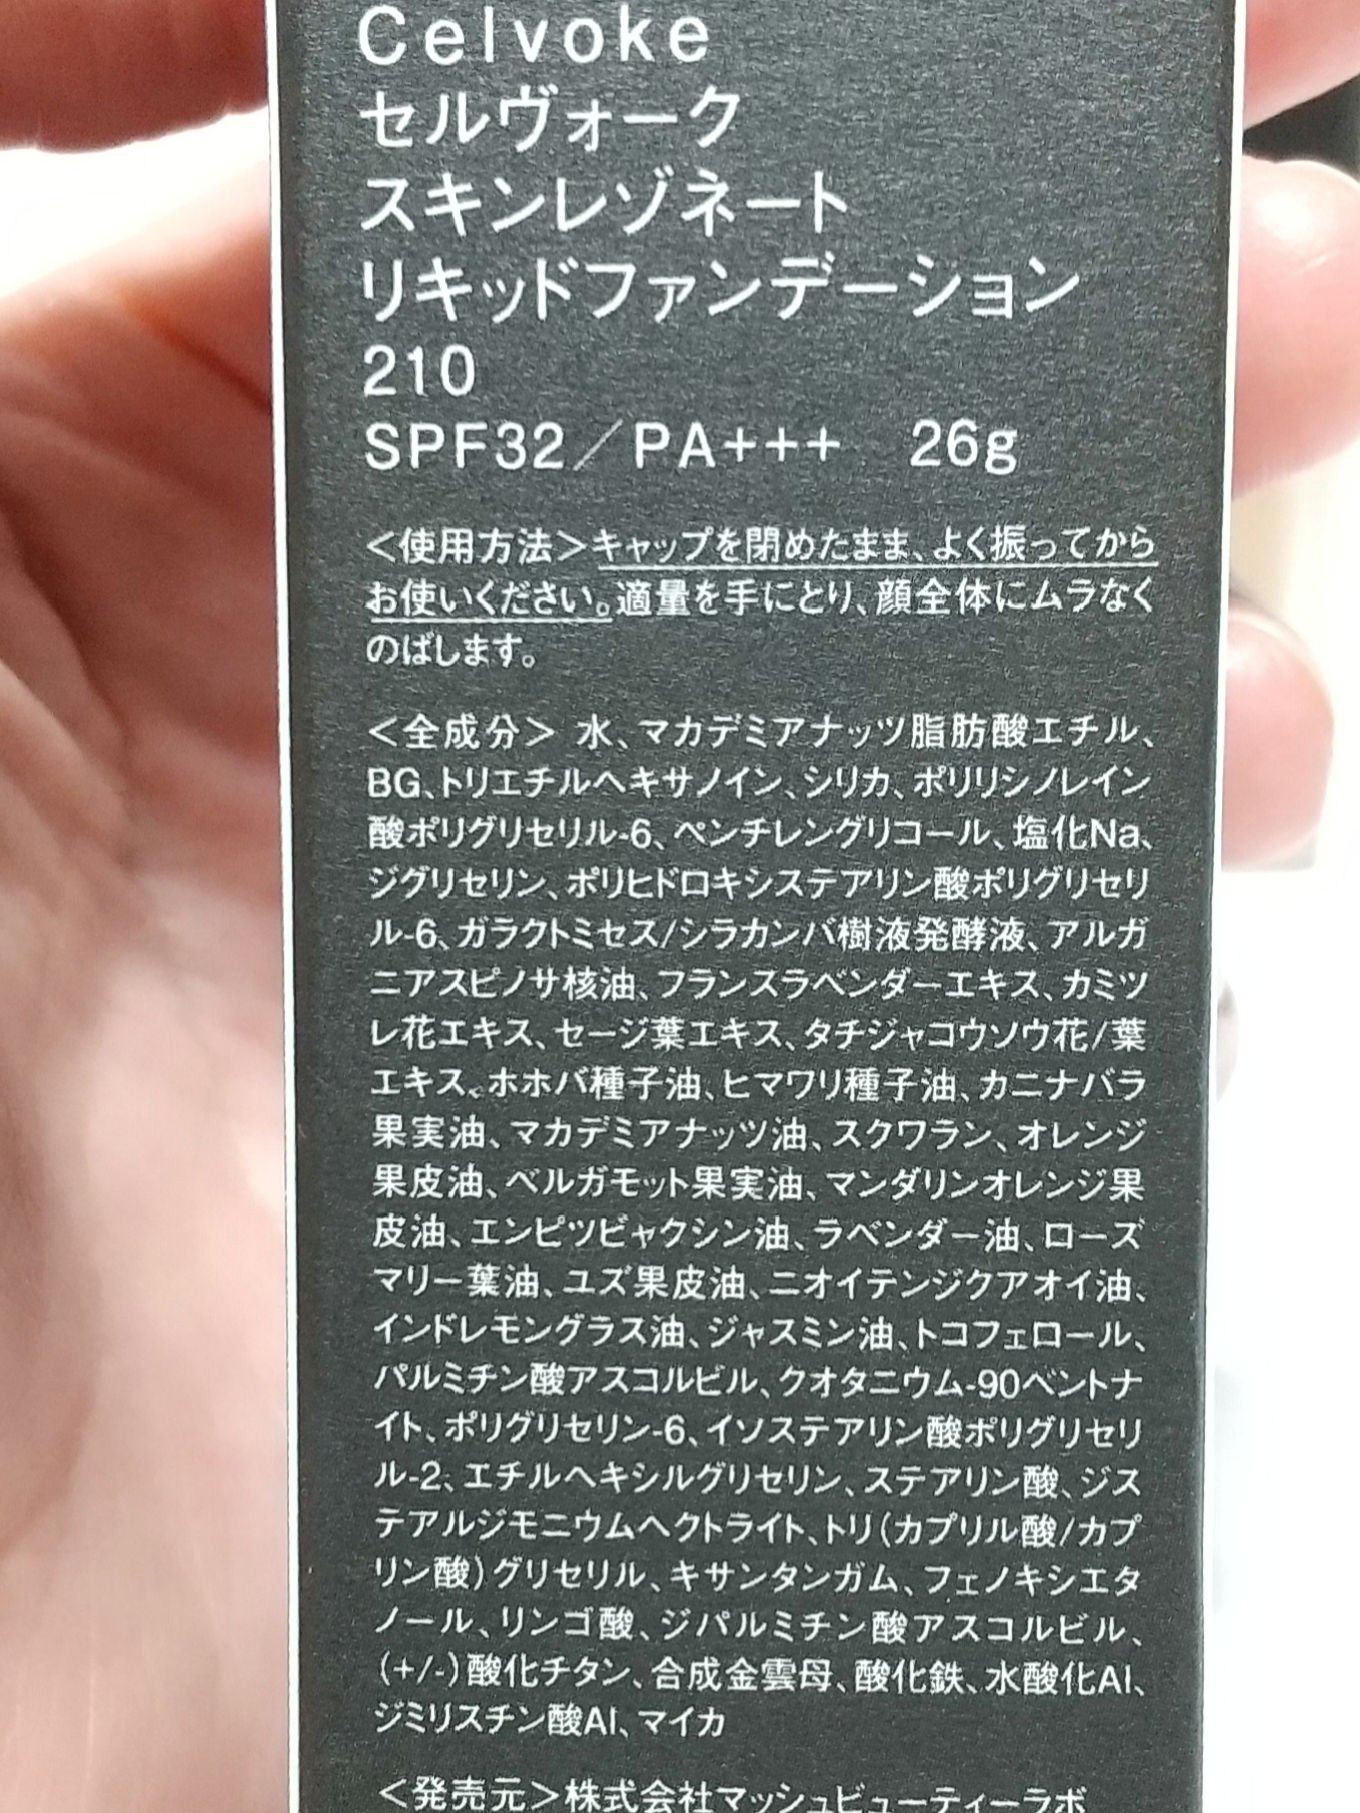 Celvoke
セルヴォーク
スキンレゾネート
リキッドファンデーション
210
SPF32／PA+++　26g
＜使用方法＞キャップを閉めたまま、よく振ってから
お使いください。適量を手にとり、顔全体にムラなく
のばします。
＜全成分＞ 水、マカデミアナッツ脂肪酸エチル、
BG、トリエチルヘキサノイン、シリカ、ポリリシノレイン
酸ポリグリセリル-6、ペンチレングリコール、塩化Na、
ジグリセリン、ポリヒドロキシステアリン酸ポリグリセリ
ル-6、ガラクトミセス/シラカンバ樹液発酵液、アルガ
ニアスピノサ核油、フランスラベンダーエキス、カミツ
レ花エキス、セージ葉エキス、タチジャコウソウ花/葉
エキス、ホホバ種子油、ヒマワリ種子油、カニナバラ
果実油、マカデミアナッツ油、スクワラン、オレンジ
果皮油、ベルガモット果実油、マンダリンオレンジ果
皮油、エンピツビャクシン油、ラベンダー油、ローズ
マリー葉油、ユズ果皮油、ニオイテンジクアオイ油、
インドレモングラス油、ジャスミン油、トコフェロール、
パルミチン酸アスコルビル、クオタニウム-90ベントナ
イト、ポリグリセリン-6、イソステアリン酸ポリグリセリ
ル-2、エチルヘキシルグリセリン、ステアリン酸、ジス
テアルジモニウムヘクトライト、トリ(カプリル酸/カプ
リン酸)グリセリル、キサンタンガム、フェノキシエタ
ノール、リンゴ酸、ジパルミチン酸アスコルビル、
(+/-)酸化チタン、合成金雲母、酸化鉄、水酸化Al、
ジミリスチン酸Al、マイカ
＜発売元＞株式会社マッシュビューティーラボ